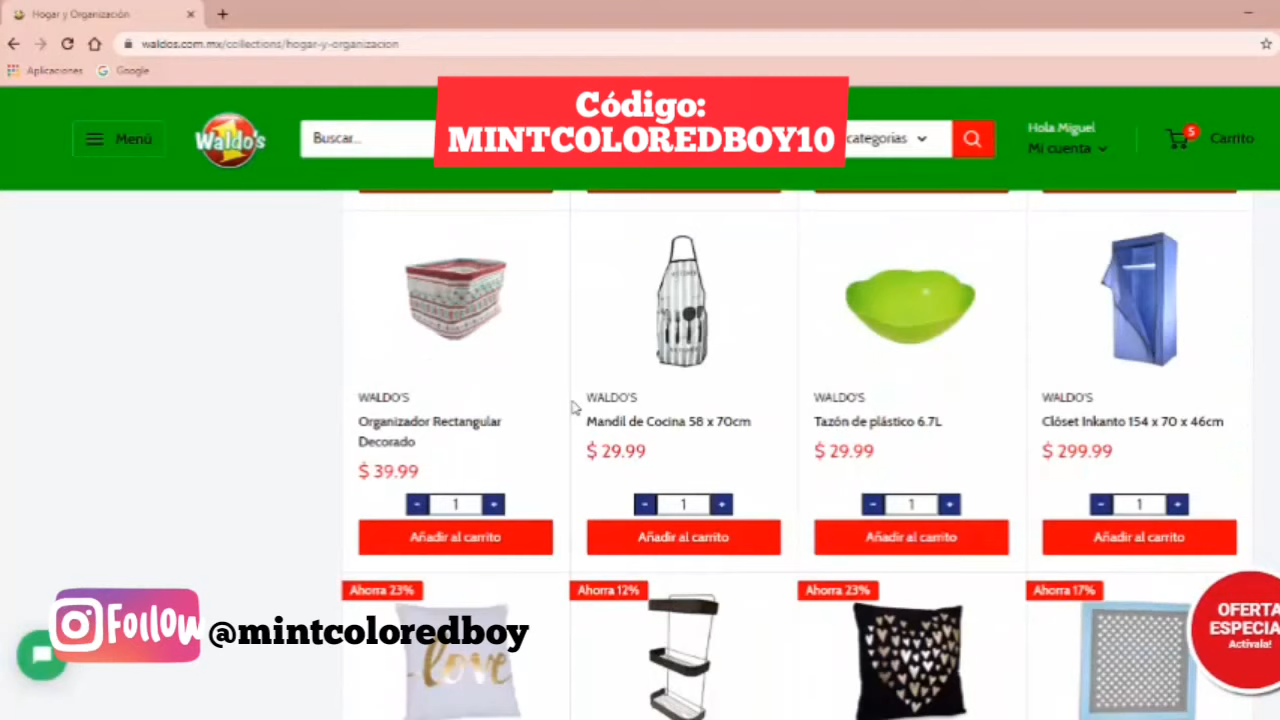 Hogar y Organización
waldos.com.mx/collections/hogar-y-organizacion
Aplicaciones
Google
Código:
MINTCOLOREDBOY10
Menú
Waldo's
Buscar...
categorias
Hola Miguel
Mi cuenta
5
Carrito
WALDO'S
Organizador Rectangular
Decorado
$ 39.99
- 1 +
Añadir al carrito
WALDO'S
Mandil de Cocina 58 x 70cm
$ 29.99
- 1 +
Añadir al carrito
WALDO'S
Tazón de plástico 6.7L
$ 29.99
- 1 +
Añadir al carrito
WALDO'S
Clóset Inkanto 154 x 70 x 46cm
$ 299.99
- 1 +
Añadir al carrito
Ahorra 23%
Ahorra 12%
Ahorra 23%
Ahorra 17%
love
OFERTA
ESPECIA
Actívala!
Follow
@mintcoloredboy